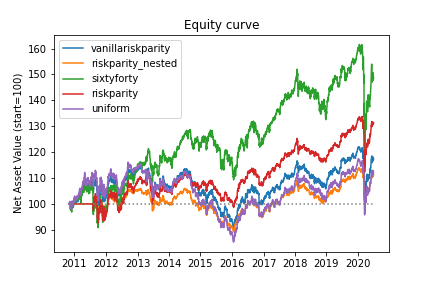 Equity curve
Net Asset Value (start=100)
160
150
140
130
120
110
100
90
vanillariskparity
riskparity_nested
sixtyforty
riskparity
uniform
2011 2012 2013 2014 2015 2016 2017 2018 2019 2020